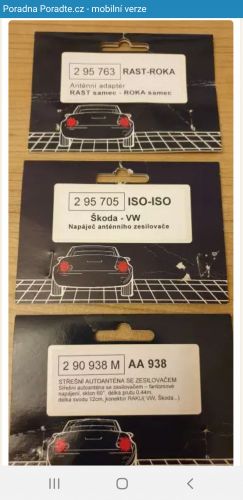 Poradna Poradte.cz - mobilní verze
2 95 763 RAST-ROKA
Anténní adaptér
RAST samec - ROKA samec
2 95 705 ISO-ISO
Škoda - VW
Napáječ anténního zesilovače
2 90 938 M AA 938
STŘEŠNÍ AUTOANTÉNA SE ZESILOVAČEM
Střešní autoanténa se zesilovačem - fantomové
napájení, sklon 60°, délka prutu 0,44m,
délka svodu 12cm, konektor RAKU( VW, Škoda...)